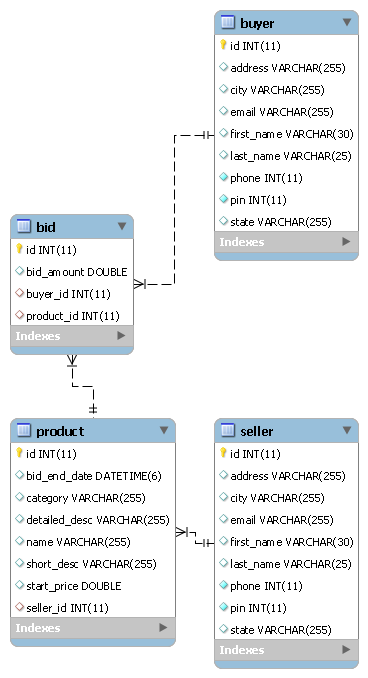 buyer
id INT(11)
address VARCHAR(255)
city VARCHAR(255)
email VARCHAR(255)
first_name VARCHAR(30)
last_name VARCHAR(25)
phone INT(11)
pin INT(11)
state VARCHAR(255)
Indexes
bid
id INT(11)
bid_amount DOUBLE
buyer_id INT(11)
product_id INT(11)
Indexes
product
id INT(11)
bid_end_date DATETIME(6)
category VARCHAR(255)
detailed_desc VARCHAR(255)
name VARCHAR(255)
short_desc VARCHAR(255)
start_price DOUBLE
seller_id INT(11)
Indexes
seller
id INT(11)
address VARCHAR(255)
city VARCHAR(255)
email VARCHAR(255)
first_name VARCHAR(30)
last_name VARCHAR(25)
phone INT(11)
pin INT(11)
state VARCHAR(255)
Indexes